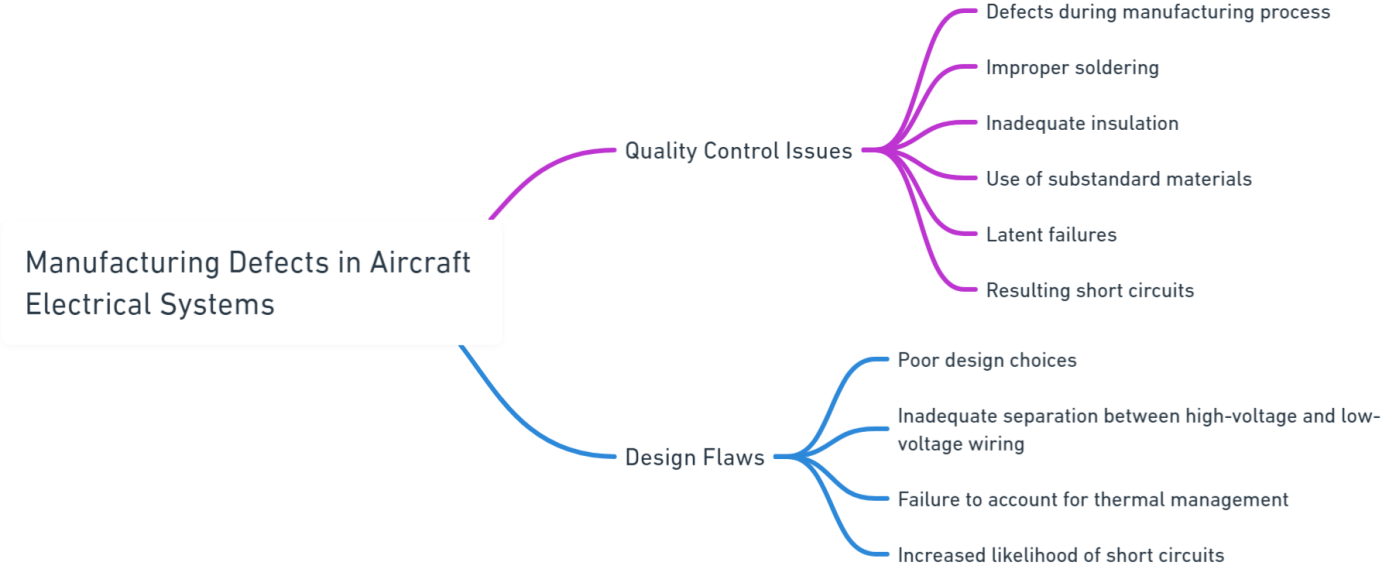 Manufacturing Defects in Aircraft
Electrical Systems
Quality Control Issues
Defects during manufacturing process
Improper soldering
Inadequate insulation
Use of substandard materials
Latent failures
Resulting short circuits
Design Flaws
Poor design choices
Inadequate separation between high-voltage and low-
voltage wiring
Failure to account for thermal management
Increased likelihood of short circuits